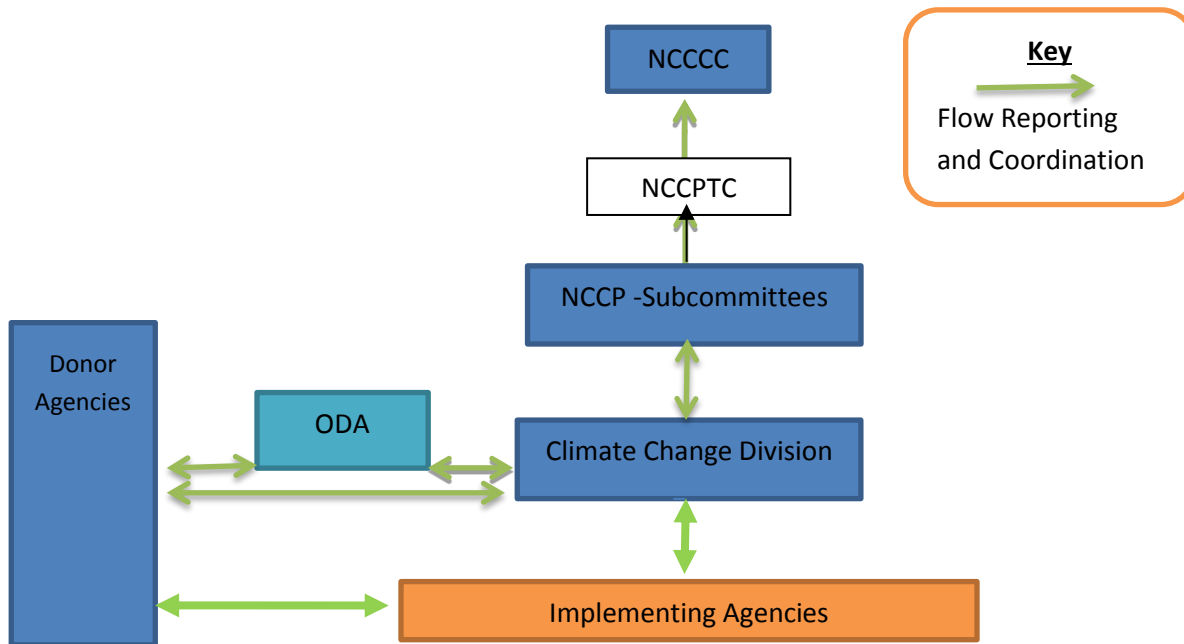 NCCCC
Key
Flow Reporting
and Coordination
NCCPTC
NCCP -Subcommittees
Donor
Agencies
ODA
Climate Change Division
Implementing Agencies